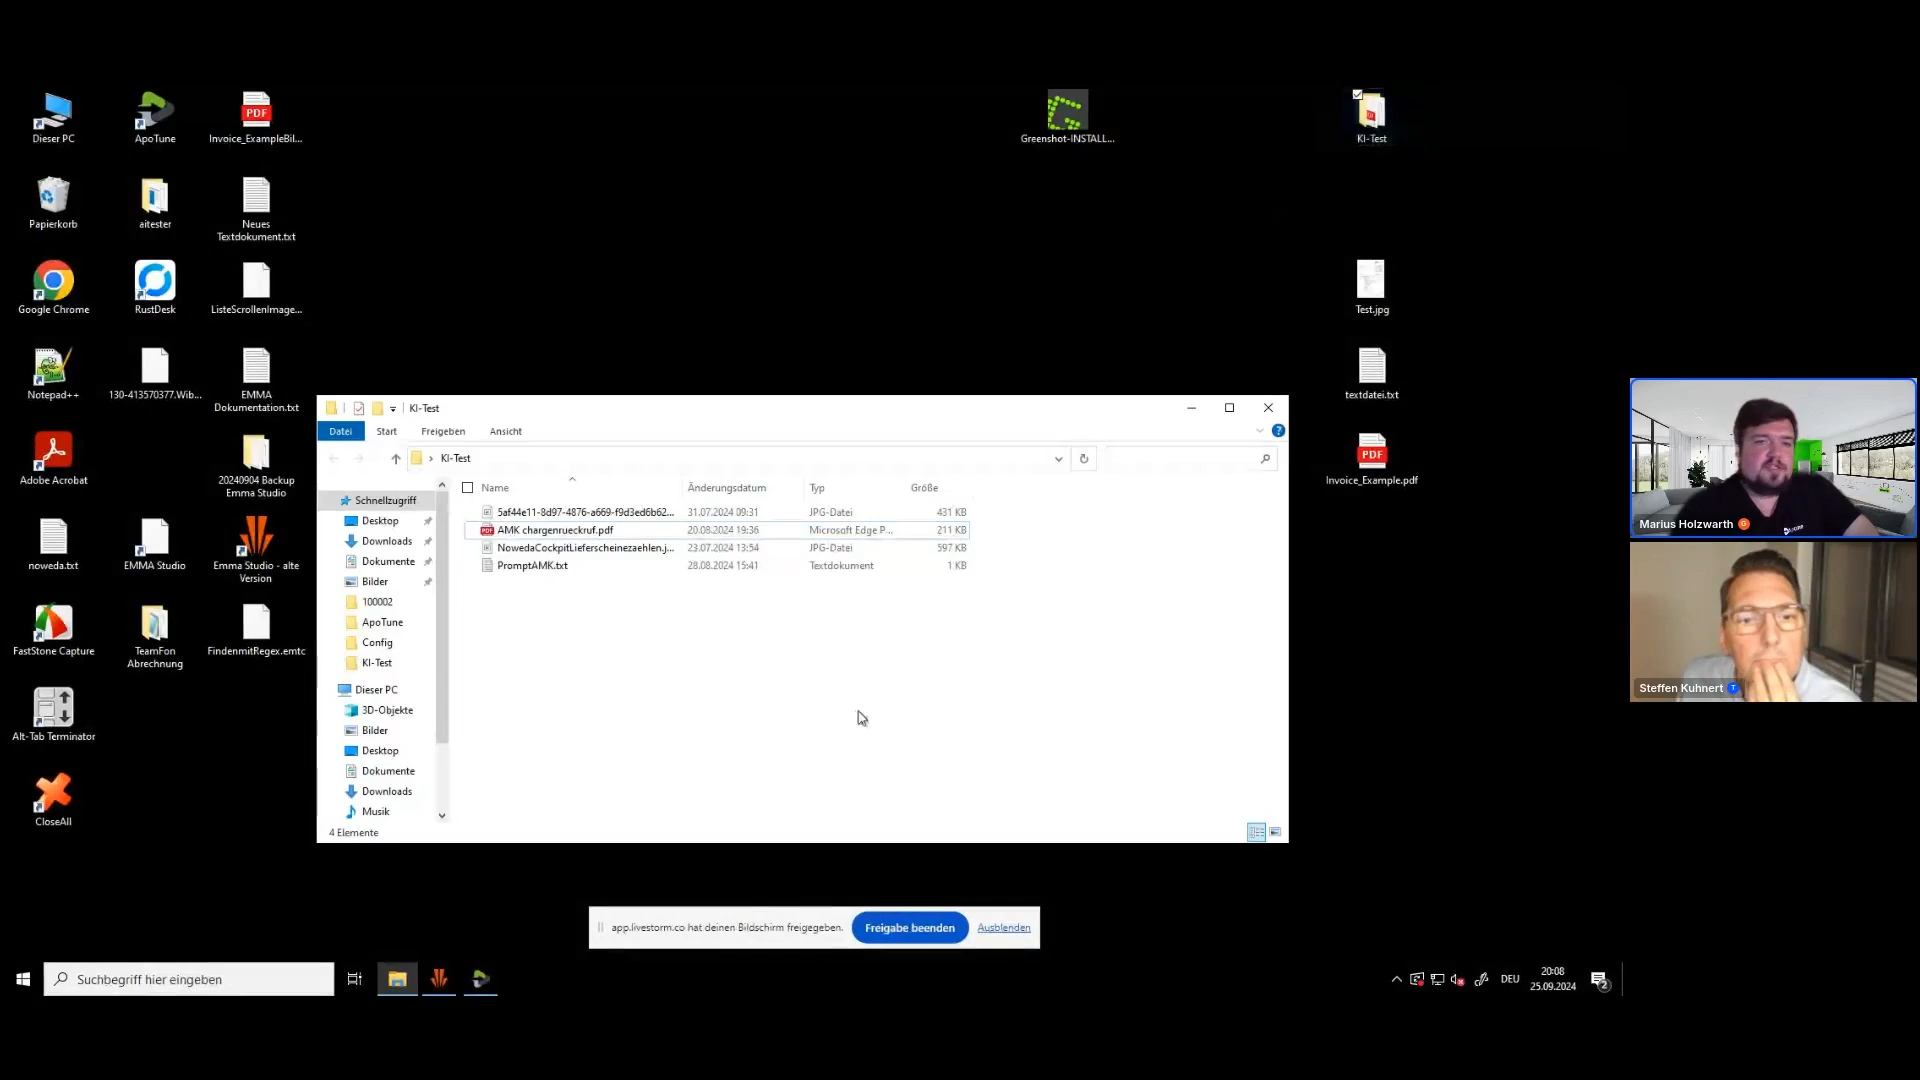 Dieser PC
ApoTune
PDF
Invoice_ExampleBil...
Greenshot-INSTALL...
KI-Test
Papierkorb
aitester
Neues
Textdokument.txt
Google Chrome
RustDesk
ListeScrollenImage...
Test.jpg
Notepad++
130-413570377.Wib...
EMMA
Dokumentation.txt
textdatei.txt
Adobe Acrobat
20240904 Backup
Emma Studio
PDF
Invoice_Example.pdf
noweda.txt
EMMA Studio
Emma Studio - alte
Version
FastStone Capture
TeamFon
Abrechnung
FindenmitRegex.emtc
Alt-Tab Terminator
CloseAll
KI-Test
Datei
Start
Freigeben
Ansicht
KI-Test
Name
Änderungsdatum
Typ
Größe
5af44e11-8d97-4876-a669-f9d3ed6b62... 31.07.2024 09:31 JPG-Datei 431 KB
AMK chargenrueckruf.pdf 20.08.2024 19:36 Microsoft Edge P... 211 KB
NowedaCockpitLieferscheinezaehlen.j... 23.07.2024 13:54 JPG-Datei 597 KB
PromptAMK.txt 28.08.2024 15:41 Textdokument 1 KB
Schnellzugriff
Desktop
Downloads
Dokumente
Bilder
100002
ApoTune
Config
KI-Test
Dieser PC
3D-Objekte
Bilder
Desktop
Dokumente
Downloads
Musik
4 Elemente
app.livestorm.co hat deinen Bildschirm freigegeben.
Freigabe beenden
Ausblenden
Suchbegriff hier eingeben
DEU
20:08
25.09.2024
2
Marius Holzwarth G
Steffen Kuhnert T